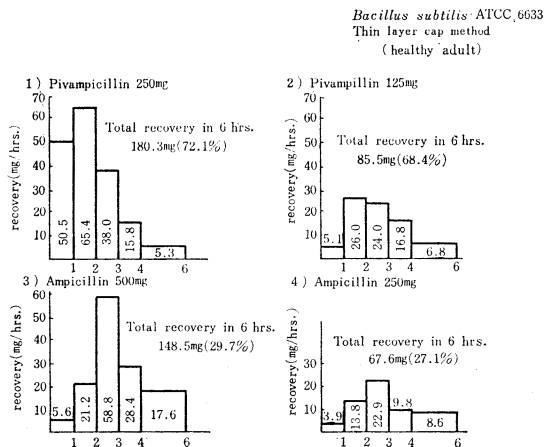 Bacillus subtilis ATCC 6633
Thin layer cap method
(healthy adult)
1) Pivampicillin 250mg
recovery(mg/hrs.)
70
60
50
40
30
20
10
Total recovery in 6 hrs.
180.3mg(72.1%)
50.5
65.4
38.0
15.8
5.3
1 2 3 4 6
2) Pivampillin 125mg
recovery(mg/hrs.)
70
60
50
40
30
20
10
Total recovery in 6 hrs.
85.5mg(68.4%)
5.1
26.0
24.0
16.8
6.8
1 2 3 4 6
3) Ampicillin 500mg
recovery(mg/hrs.)
60
50
40
30
20
10
Total recovery in 6 hrs.
148.5mg(29.7%)
5.6
21.2
58.8
28.4
17.6
1 2 3 4 6
4) Ampicillin 250mg
recovery(mg/hrs.)
30
20
10
Total recovery in 6 hrs.
67.6mg(27.1%)
3.9
13.8
22.9
9.8
8.6
1 2 3 4 6